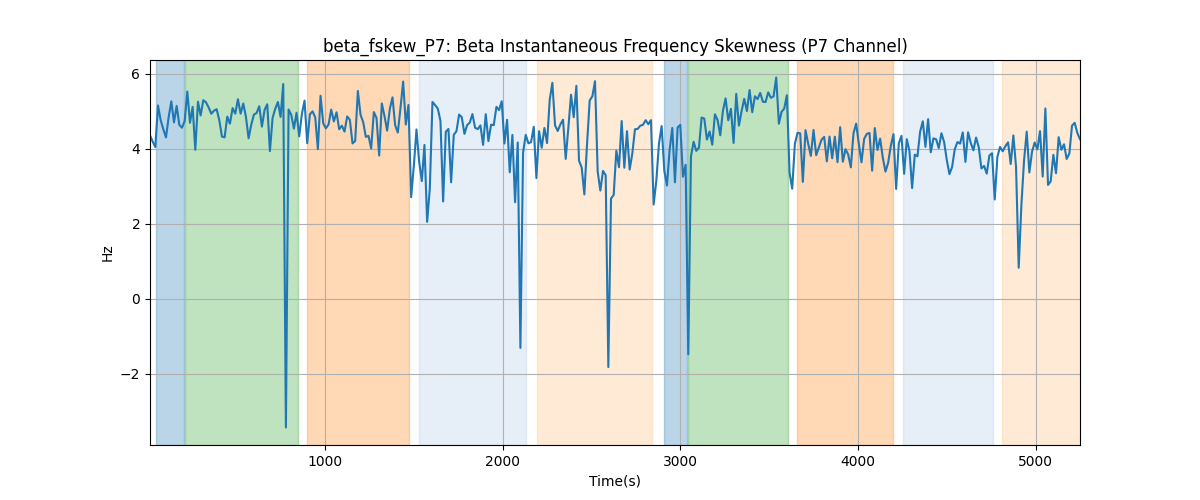 beta_fskew_P7: Beta Instantaneous Frequency Skewness (P7 Channel)
6
4
2
0
−2
Hz
1000 2000 3000 4000 5000
Time(s)